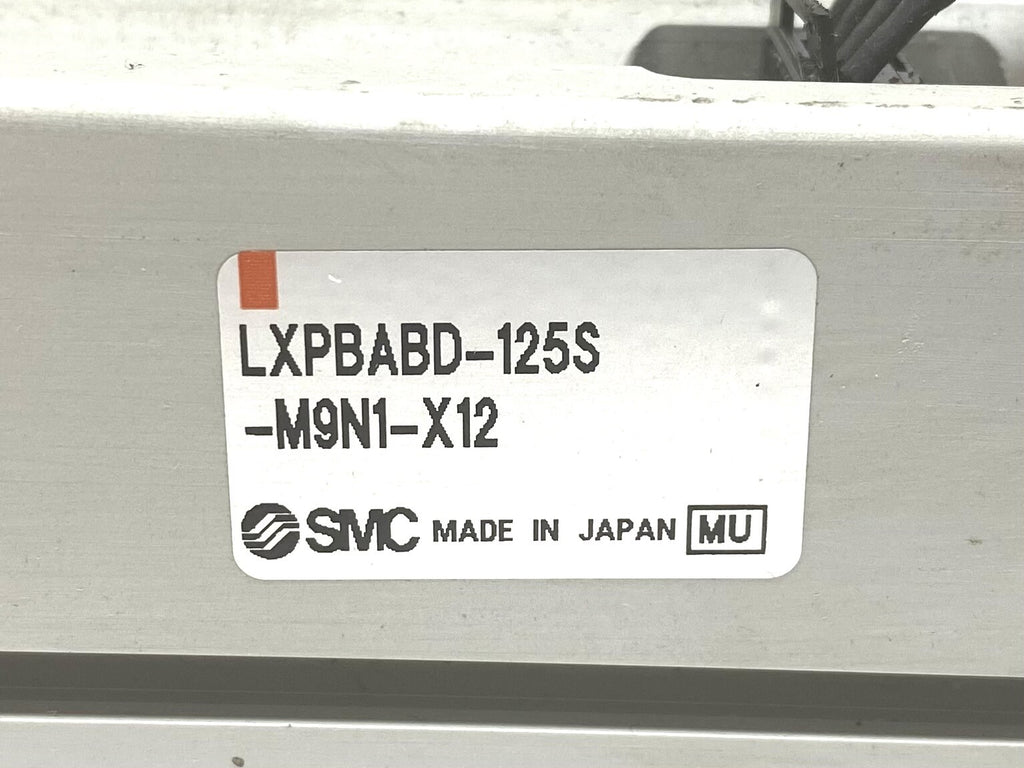 LXPBABD-125S
-M9N1-X12
SMC MADE IN JAPAN MU